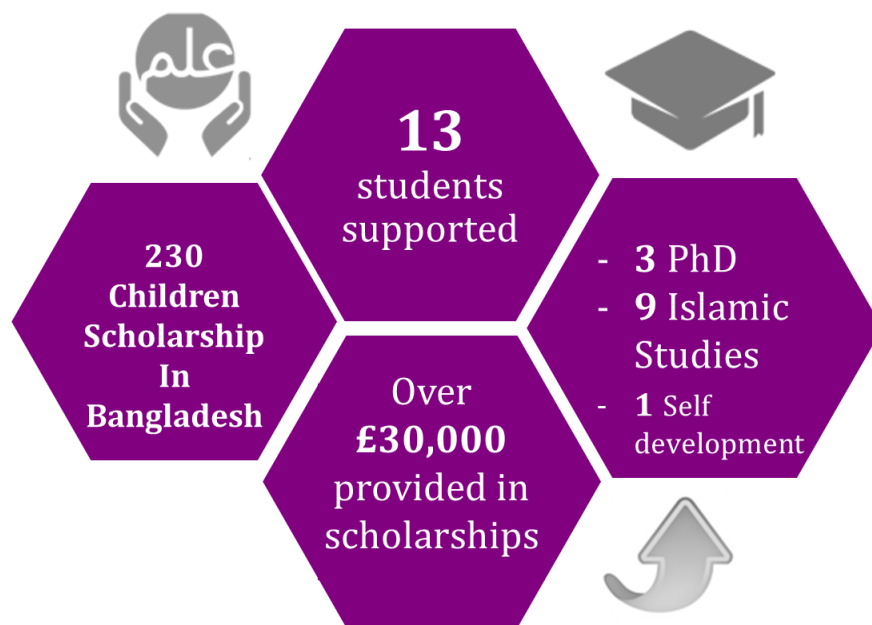 علم
13
students
supported
230
Children
Scholarship
In
Bangladesh
- 3 PhD
- 9 Islamic
Studies
- 1 Self
development
Over
£30,000
provided in
scholarships